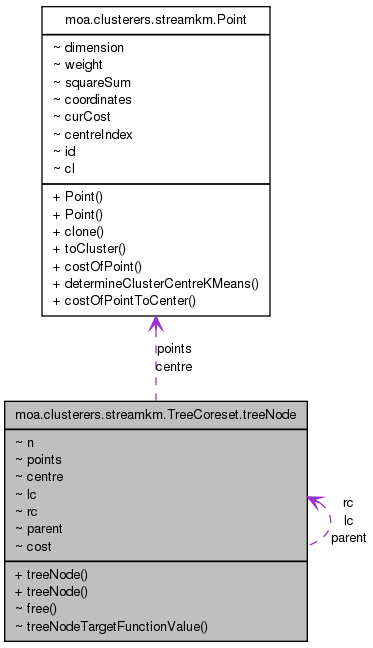 moa.clusterers.streamkm.Point
~ dimension
~ weight
~ squareSum
~ coordinates
~ curCost
~ centreIndex
~ id
~ cl
+ Point()
+ Point()
+ clone()
+ toCluster()
+ costOfPoint()
+ determineClusterCentreKMeans()
+ costOfPointToCenter()
points
centre
moa.clusterers.streamkm.TreeCoreset.treeNode
~ n
~ points
~ centre
~ lc
~ rc
~ parent
~ cost
+ treeNode()
+ treeNode()
~ free()
~ treeNodeTargetFunctionValue()
rc
lc
parent